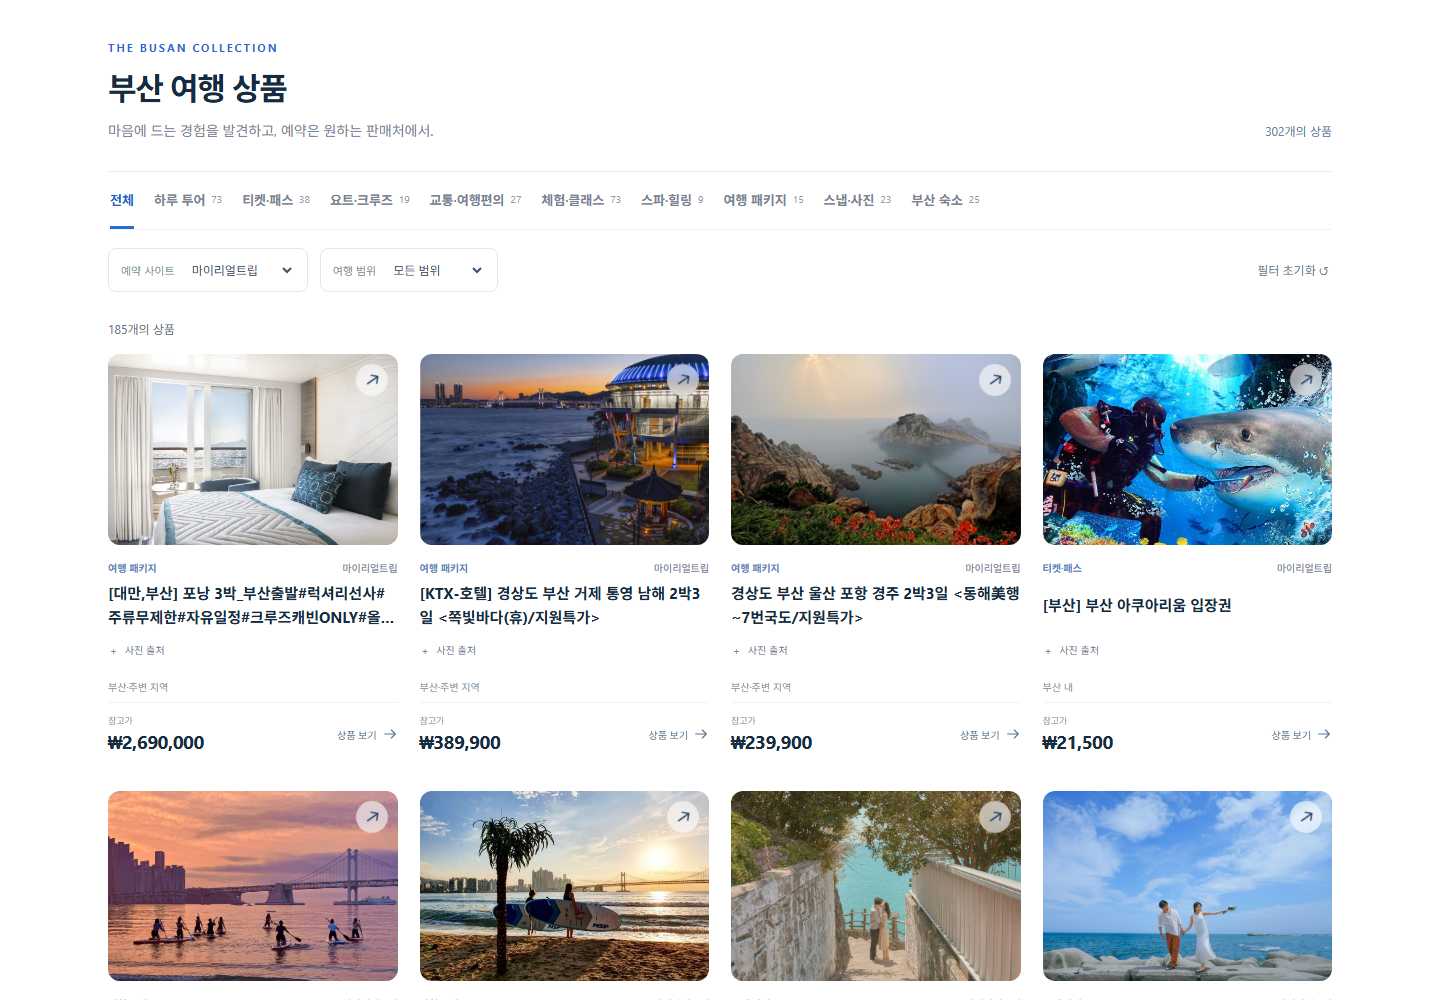 THE BUSAN COLLECTION
부산 여행 상품
마음에 드는 경험을 발견하고, 예약은 원하는 판매처에서.
302개의 상품
전체 하루 투어 73 티켓·패스 38 요트·크루즈 19 교통·여행편의 27 체험·클래스 73 스파·힐링 9 여행 패키지 15 스냅·사진 23 부산 숙소 25
예약 사이트 마이리얼트립 여행 범위 모든 범위 필터 초기화 ↺
185개의 상품
여행 패키지 마이리얼트립
[대만,부산] 포낭 3박_부산출발#럭셔리선사#
주류무제한#자유일정#크루즈캐빈ONLY#올...
+ 사진 출처
부산·주변 지역
참고가
₩2,690,000
상품 보기 →
여행 패키지 마이리얼트립
[KTX-호텔] 경상도 부산 거제 통영 남해 2박3
일 <쪽빛바다(휴)/지원특가>
+ 사진 출처
부산·주변 지역
참고가
₩389,900
상품 보기 →
여행 패키지 마이리얼트립
경상도 부산 울산 포항 경주 2박3일 <동해美행
~7번국도/지원특가>
+ 사진 출처
부산·주변 지역
참고가
₩239,900
상품 보기 →
티켓·패스 마이리얼트립
[부산] 부산 아쿠아리움 입장권
+ 사진 출처
부산 내
참고가
₩21,500
상품 보기 →